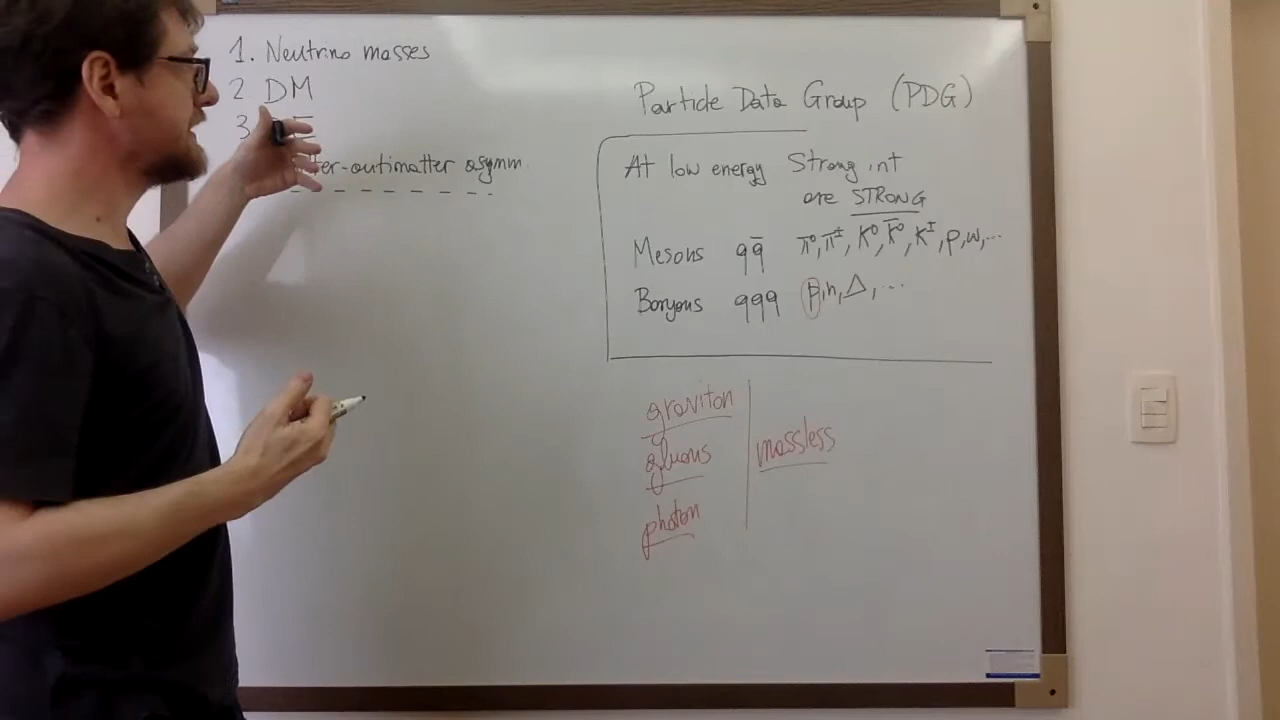 1. Neutrino masses
2 DM
3 E
ter-antimatter asymm.
Particle Data Group (PDG)
At low energy Strong int
are STRONG
Mesons qq̄ π⁰, π±, K⁰, K̄⁰, K±, ρ, ω, ...
Baryons qqq p, n, Δ, ...
graviton
gluons massless
photon